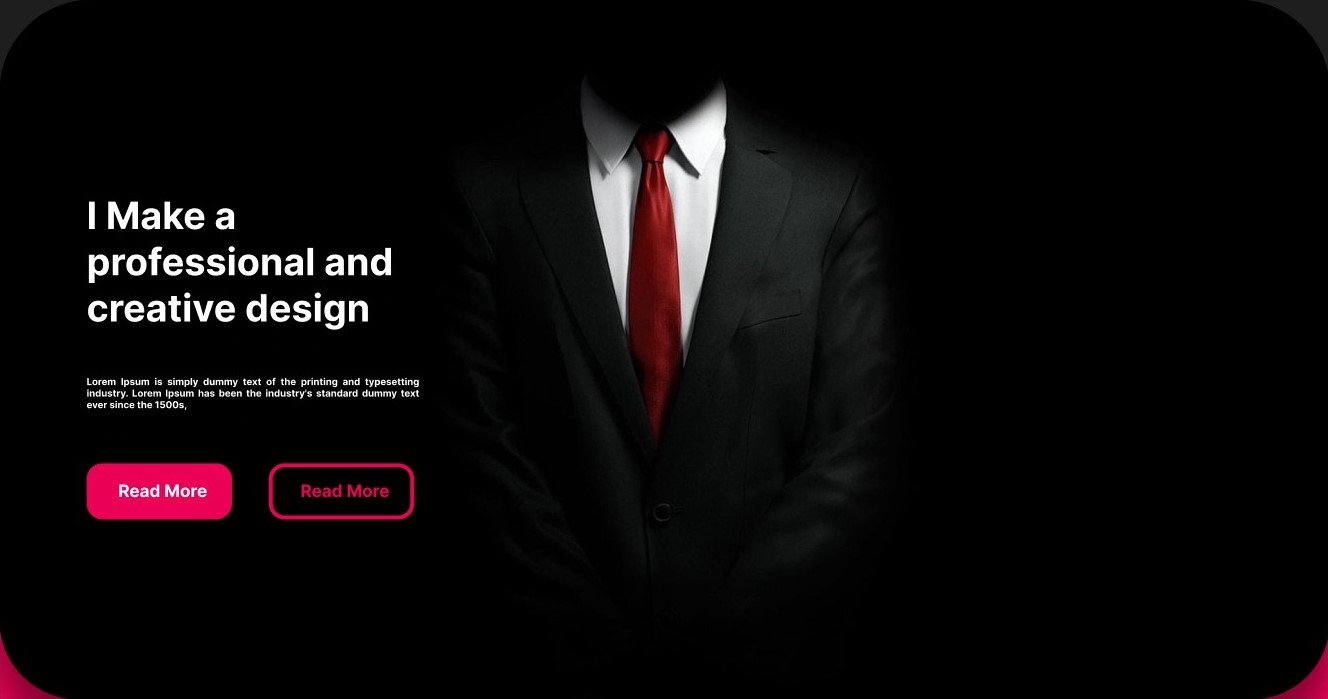 I Make a
professional and
creative design
Lorem Ipsum is simply dummy text of the printing and typesetting
industry. Lorem Ipsum has been the industry's standard dummy text
ever since the 1500s,
Read More
Read More